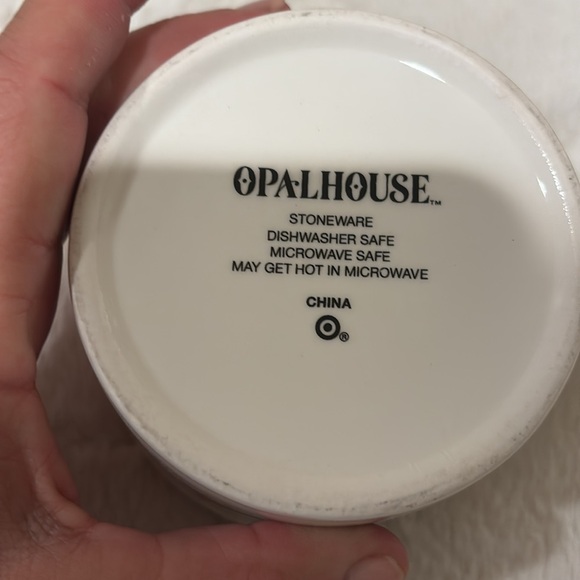 OPALHOUSE™
STONEWARE
DISHWASHER SAFE
MICROWAVE SAFE
MAY GET HOT IN MICROWAVE
CHINA
®